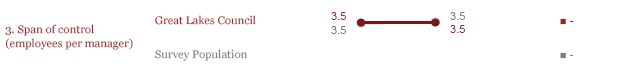 3. Span of control
(employees per manager)
Great Lakes Council
3.5 3.5
3.5 3.5
-
Survey Population
-